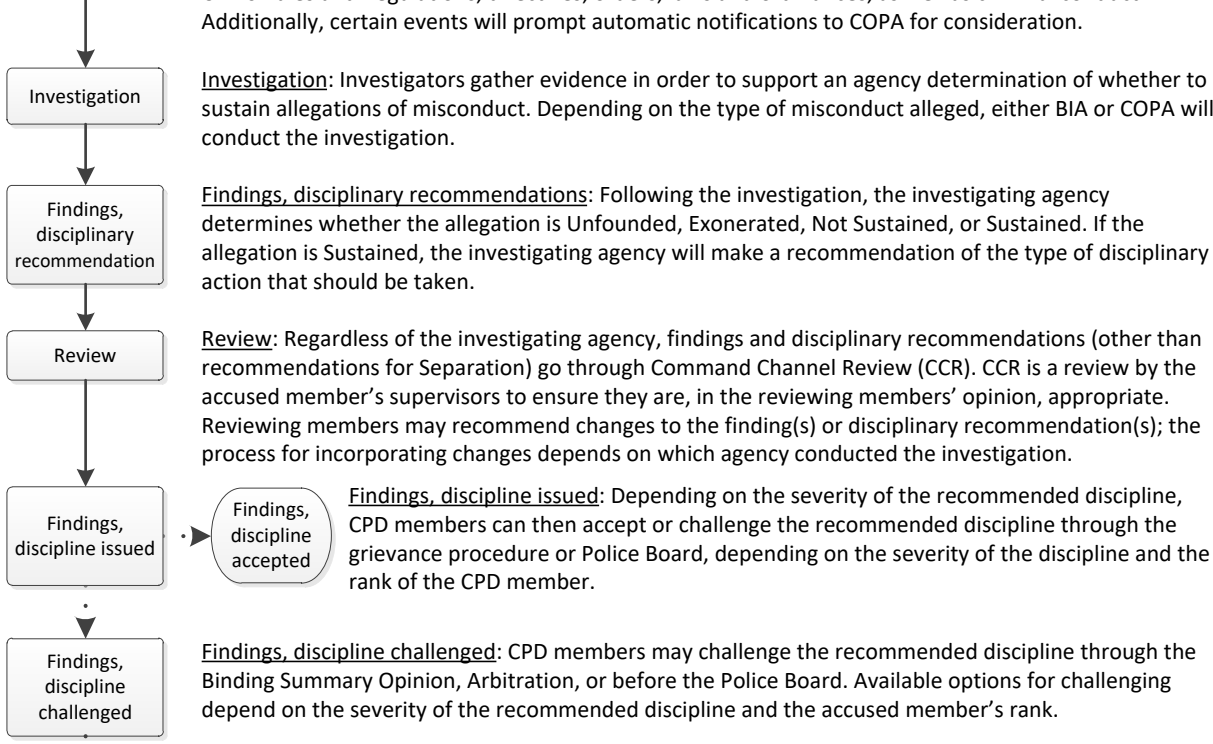 Additionally, certain events will prompt automatic notifications to COPA for consideration.
Investigation
Investigation: Investigators gather evidence in order to support an agency determination of whether to
sustain allegations of misconduct. Depending on the type of misconduct alleged, either BIA or COPA will
conduct the investigation.
Findings,
disciplinary
recommendation
Findings, disciplinary recommendations: Following the investigation, the investigating agency
determines whether the allegation is Unfounded, Exonerated, Not Sustained, or Sustained. If the
allegation is Sustained, the investigating agency will make a recommendation of the type of disciplinary
action that should be taken.
Review
Review: Regardless of the investigating agency, findings and disciplinary recommendations (other than
recommendations for Separation) go through Command Channel Review (CCR). CCR is a review by the
accused member's supervisors to ensure they are, in the reviewing members' opinion, appropriate.
Reviewing members may recommend changes to the finding(s) or disciplinary recommendation(s); the
process for incorporating changes depends on which agency conducted the investigation.
Findings,
discipline issued
Findings,
discipline
accepted
Findings, discipline issued: Depending on the severity of the recommended discipline,
CPD members can then accept or challenge the recommended discipline through the
grievance procedure or Police Board, depending on the severity of the discipline and the
rank of the CPD member.
Findings,
discipline
challenged
Findings, discipline challenged: CPD members may challenge the recommended discipline through the
Binding Summary Opinion, Arbitration, or before the Police Board. Available options for challenging
depend on the severity of the recommended discipline and the accused member's rank.